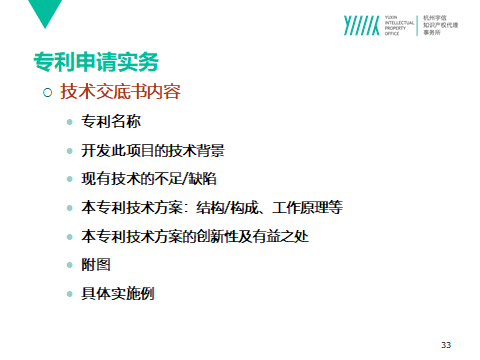 YUXIN
INTELLECTUAL
PROPERTY
OFFICE
杭州宇信
知识产权代理
事务所
专利申请实务
技术交底书内容
专利名称
开发此项目的技术背景
现有技术的不足/缺陷
本专利技术方案：结构/构成、工作原理等
本专利技术方案的创新性及有益之处
附图
具体实施例
33